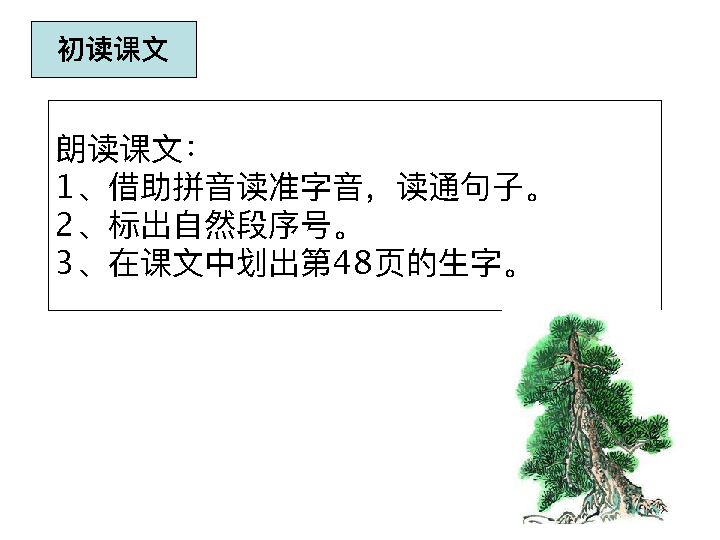 初读课文
朗读课文：
1、借助拼音读准字音，读通句子。
2、标出自然段序号。
3、在课文中划出第48页的生字。